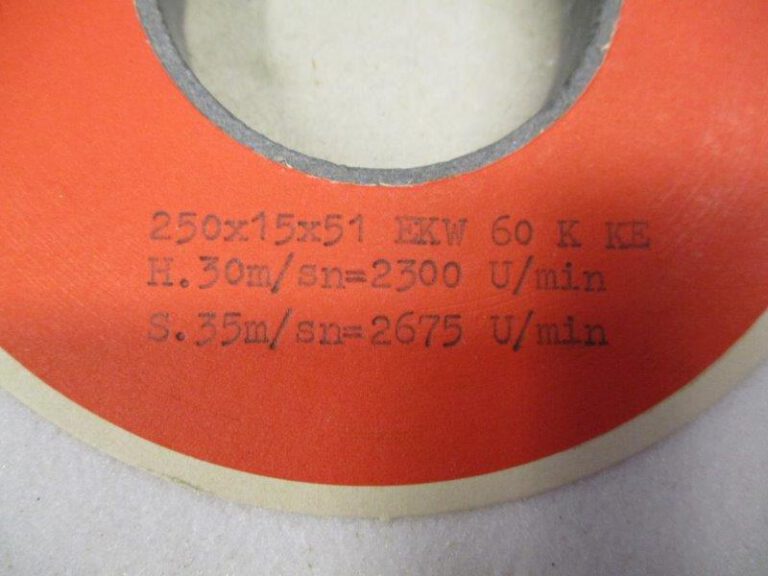 250x15x51 EKW 60 K KE
H.30m/sn=2300 U/min
S.35m/sn=2675 U/min